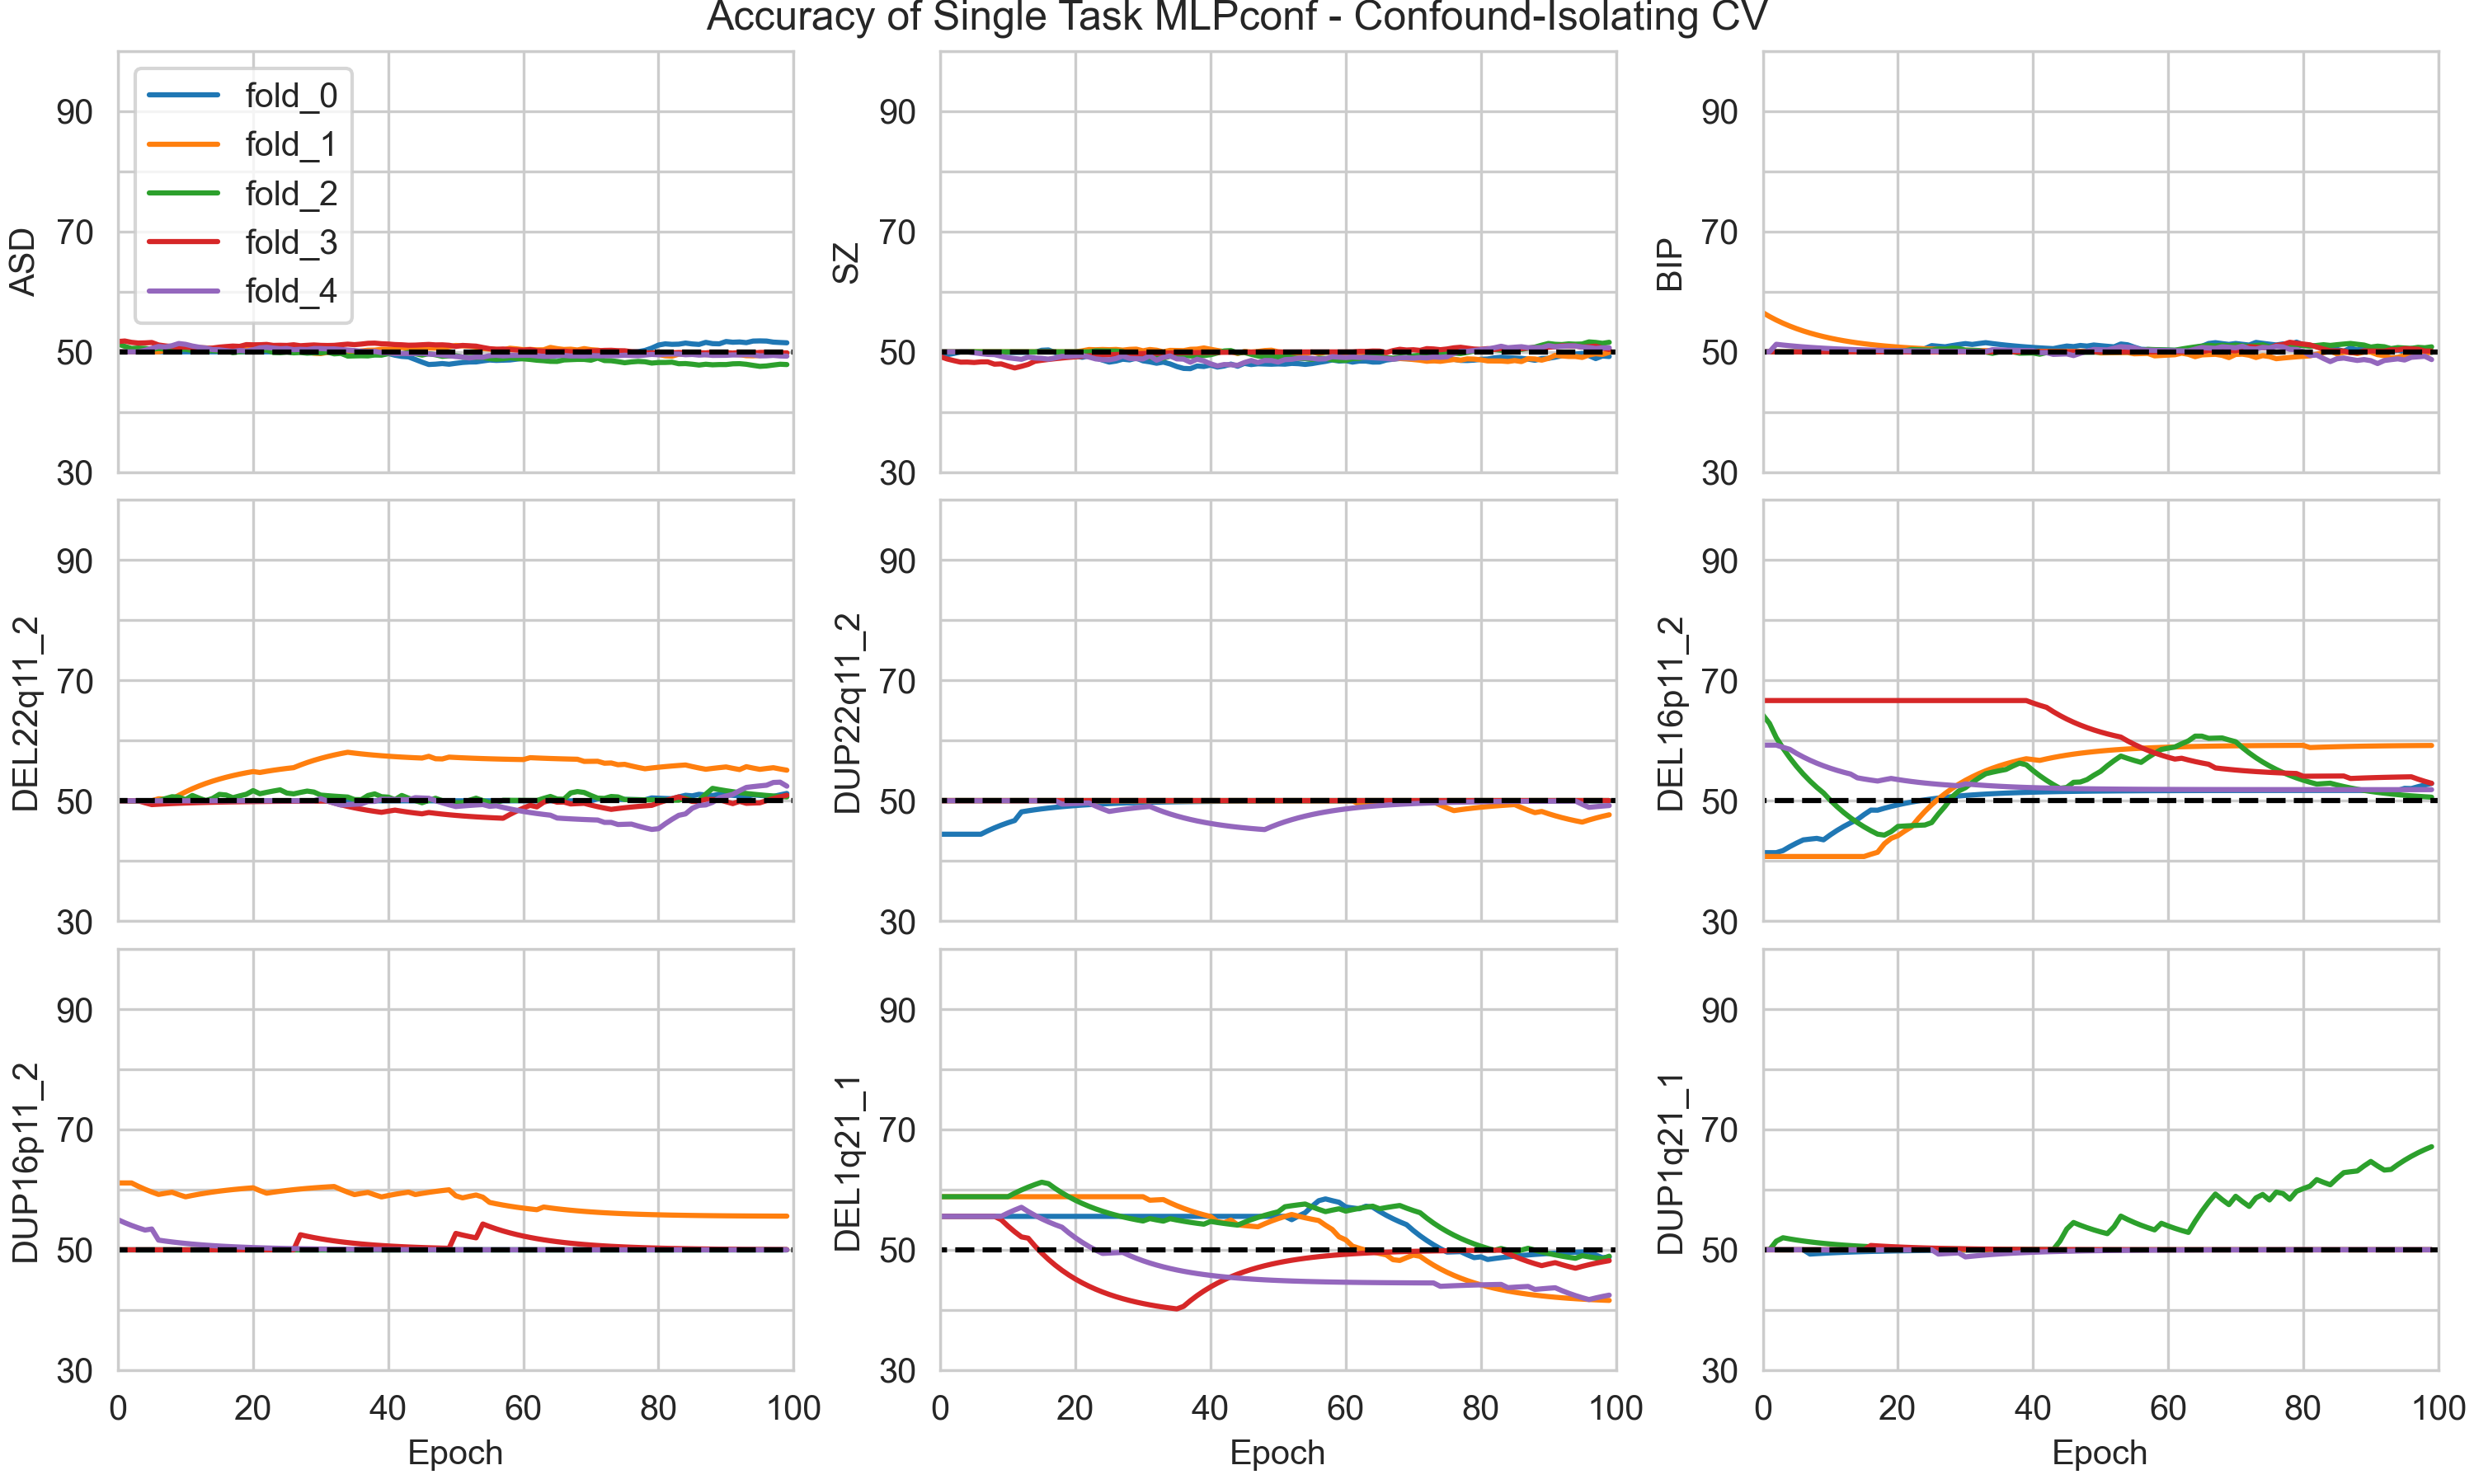 Accuracy of Single Task MLPconf - Confound-Isolating CV
fold_0
fold_1
fold_2
fold_3
fold_4
ASD
90
70
50
30
SZ
90
70
50
30
BIP
90
70
50
30
DEL22q11_2
90
70
50
30
DUP22q11_2
90
70
50
30
DEL16p11_2
90
70
50
30
DUP16p11_2
90
70
50
30
0 20 40 60 80 100
Epoch
DEL1q21_1
90
70
50
30
0 20 40 60 80 100
Epoch
DUP1q21_1
90
70
50
30
0 20 40 60 80 100
Epoch